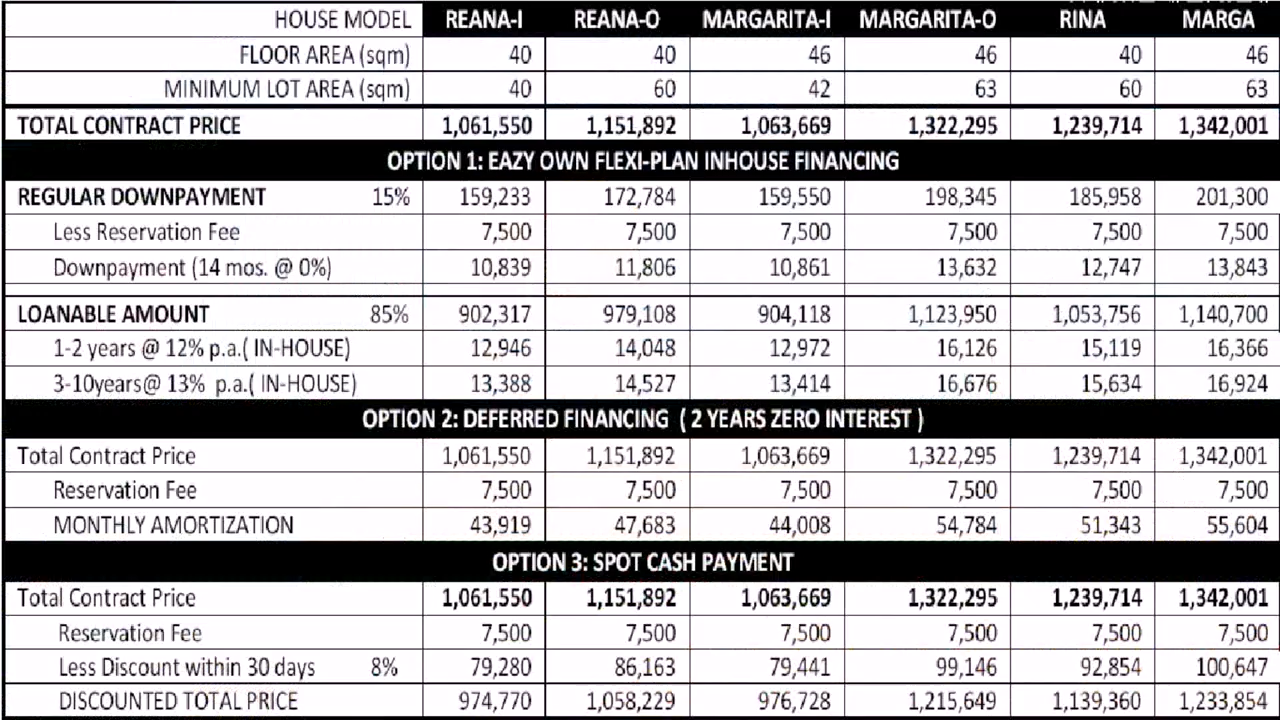 HOUSE MODEL REANA-I REANA-O MARGARITA-I MARGARITA-O RINA MARGA
FLOOR AREA (sqm) 40 40 46 46 40 46
MINIMUM LOT AREA (sqm) 40 60 42 63 60 63
TOTAL CONTRACT PRICE 1,061,550 1,151,892 1,063,669 1,322,295 1,239,714 1,342,001
OPTION 1: EAZY OWN FLEXI-PLAN INHOUSE FINANCING
REGULAR DOWNPAYMENT 15% 159,233 172,784 159,550 198,345 185,958 201,300
Less Reservation Fee 7,500 7,500 7,500 7,500 7,500 7,500
Downpayment (14 mos. @ 0%) 10,839 11,806 10,861 13,632 12,747 13,843
LOANABLE AMOUNT 85% 902,317 979,108 904,118 1,123,950 1,053,756 1,140,700
1-2 years @ 12% p.a.( IN-HOUSE) 12,946 14,048 12,972 16,126 15,119 16,366
3-10years@ 13% p.a.( IN-HOUSE) 13,388 14,527 13,414 16,676 15,634 16,924
OPTION 2: DEFERRED FINANCING ( 2 YEARS ZERO INTEREST )
Total Contract Price 1,061,550 1,151,892 1,063,669 1,322,295 1,239,714 1,342,001
Reservation Fee 7,500 7,500 7,500 7,500 7,500 7,500
MONTHLY AMORTIZATION 43,919 47,683 44,008 54,784 51,343 55,604
OPTION 3: SPOT CASH PAYMENT
Total Contract Price 1,061,550 1,151,892 1,063,669 1,322,295 1,239,714 1,342,001
Reservation Fee 7,500 7,500 7,500 7,500 7,500 7,500
Less Discount within 30 days 8% 79,280 86,163 79,441 99,146 92,854 100,647
DISCOUNTED TOTAL PRICE 974,770 1,058,229 976,728 1,215,649 1,139,360 1,233,854